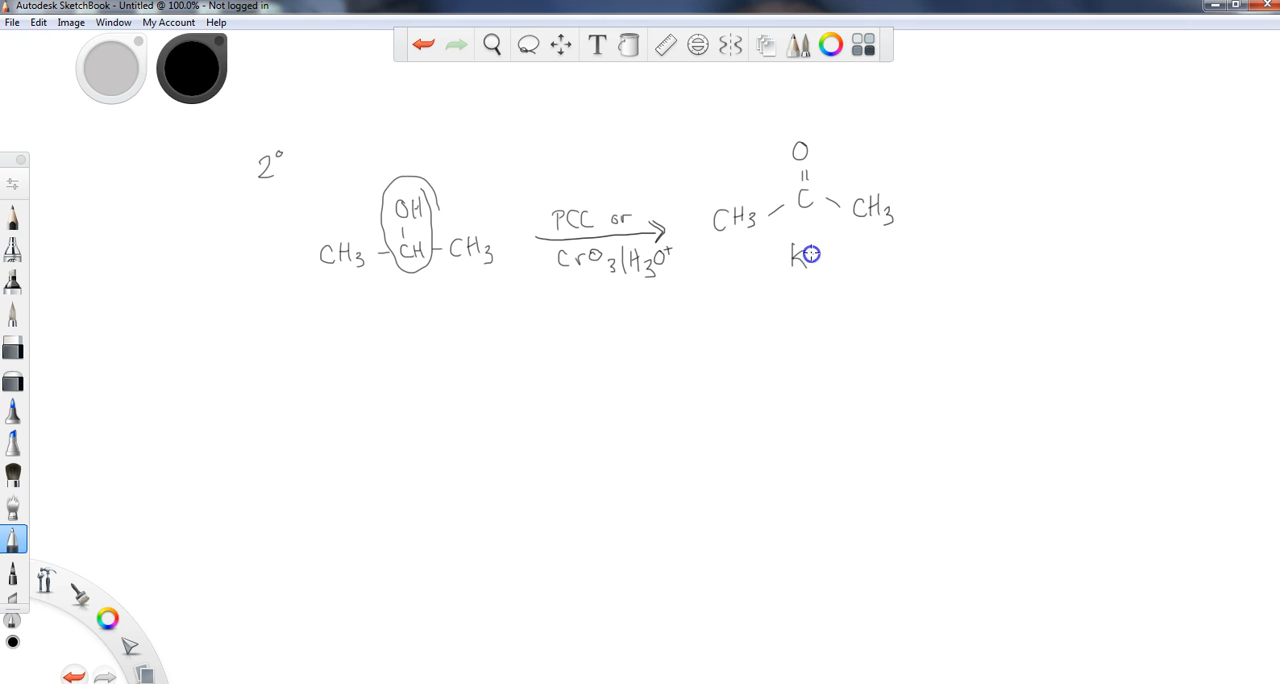 Autodesk SketchBook - Untitled @ 100.0% - Not logged in
File Edit Image Window My Account Help
T
2°
OH
CH3 - CH - CH3
PCC or
CrO3/H3O+
O
C
CH3 CH3
K